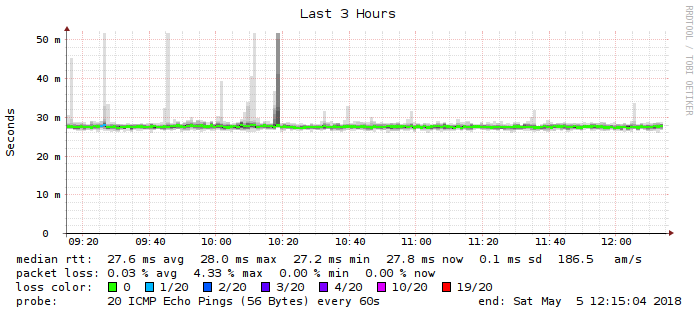 Last 3 Hours
RRDTOOL / TOBI OETIKER
Seconds
50 m
40 m
30 m
20 m
10 m
0
09:20 09:40 10:00 10:20 10:40 11:00 11:20 11:40 12:00
median rtt: 27.6 ms avg 28.0 ms max 27.2 ms min 27.8 ms now 0.1 ms sd 186.5 am/s
packet loss: 0.03 % avg 4.33 % max 0.00 % min 0.00 % now
loss color: 0 1/20 2/20 3/20 4/20 10/20 19/20
probe: 20 ICMP Echo Pings (56 Bytes) every 60s end: Sat May 5 12:15:04 2018